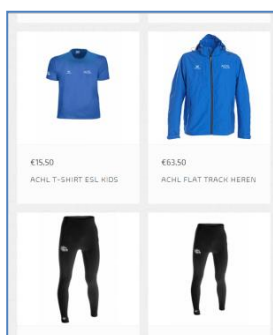 €15,50
€63,50
ACHL T-SHIRT ESL KIDS
ACHL FLAT TRACK HEREN